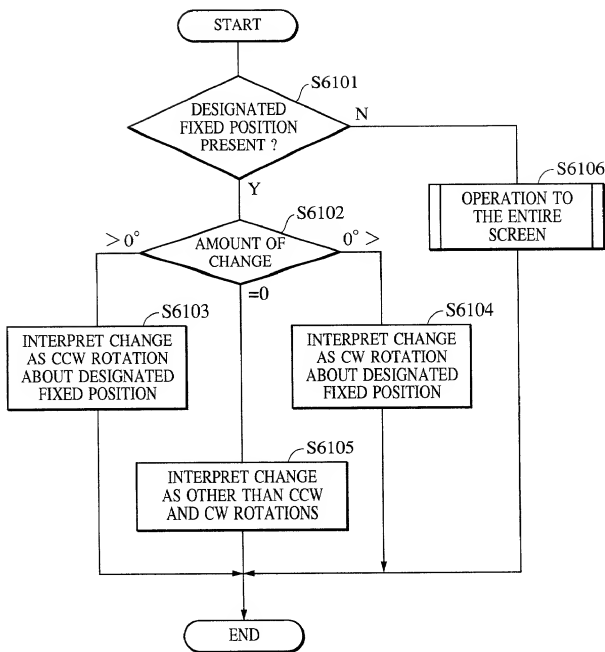 START
S6101
DESIGNATED
FIXED POSITION
PRESENT ?
N
Y
S6106
OPERATION TO
THE ENTIRE
SCREEN
S6102
> 0°
AMOUNT OF
CHANGE
0° >
=0
S6103
INTERPRET CHANGE
AS CCW ROTATION
ABOUT DESIGNATED
FIXED POSITION
S6104
INTERPRET CHANGE
AS CW ROTATION
ABOUT DESIGNATED
FIXED POSITION
S6105
INTERPRET CHANGE
AS OTHER THAN CCW
AND CW ROTATIONS
END